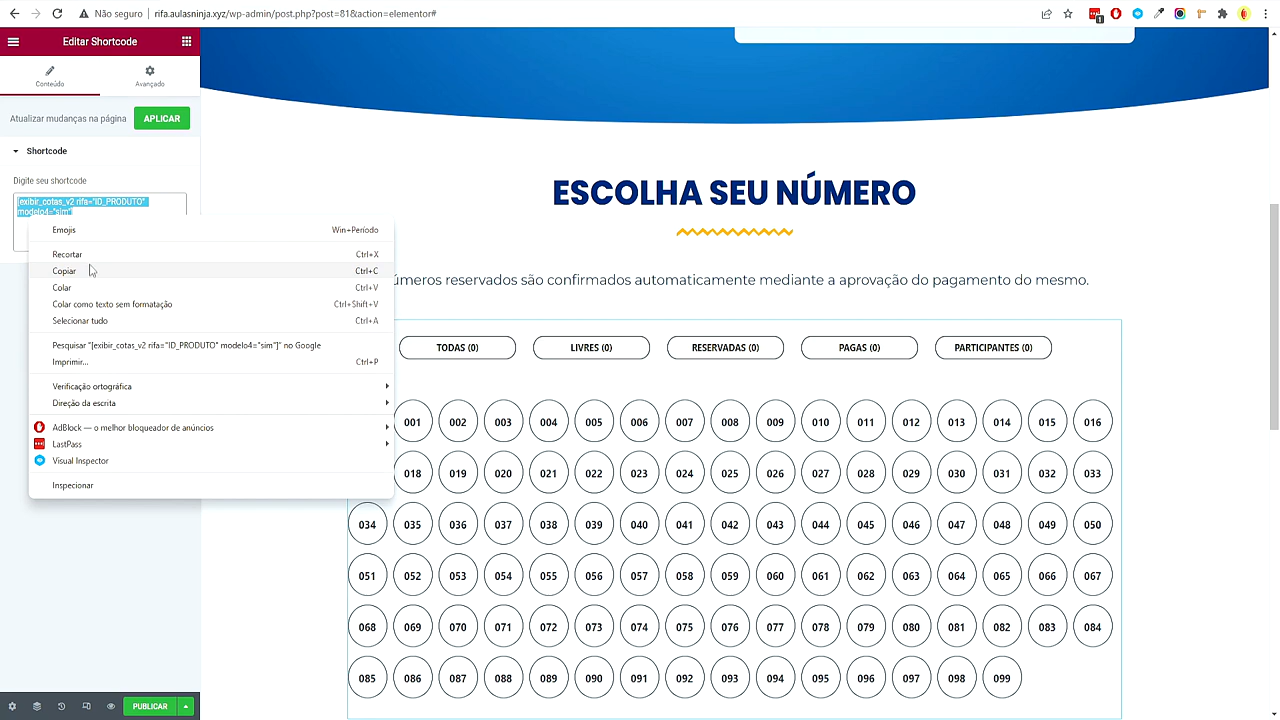 Não seguro
rifa.aulasninja.xyz/wp-admin/post.php?post=81&action=elementor#
1
Editar Shortcode
Conteúdo
Avançado
Atualizar mudanças na página
APLICAR
Shortcode
Digite seu shortcode
[exibir_cotas_v2 rifa="ID_PRODUTO"
modelo4="sim"]
Emojis Win+Período
Recortar Ctrl+X
Copiar Ctrl+C
Colar Ctrl+V
Colar como texto sem formatação Ctrl+Shift+V
Selecionar tudo Ctrl+A
Pesquisar "[exibir_cotas_v2 rifa="ID_PRODUTO" modelo4="sim"]" no Google
Imprimir... Ctrl+P
Verificação ortográfica
Direção da escrita
AdBlock — o melhor bloqueador de anúncios
LastPass
Visual Inspector
Inspecionar
PUBLICAR
ESCOLHA SEU NÚMERO
números reservados são confirmados automaticamente mediante a aprovação do pagamento do mesmo.
TODAS (0) LIVRES (0) RESERVADAS (0) PAGAS (0) PARTICIPANTES (0)
001 002 003 004 005 006 007 008 009 010 011 012 013 014 015 016
018 019 020 021 022 023 024 025 026 027 028 029 030 031 032 033
034 035 036 037 038 039 040 041 042 043 044 045 046 047 048 049 050
051 052 053 054 055 056 057 058 059 060 061 062 063 064 065 066 067
068 069 070 071 072 073 074 075 076 077 078 079 080 081 082 083 084
085 086 087 088 089 090 091 092 093 094 095 096 097 098 099